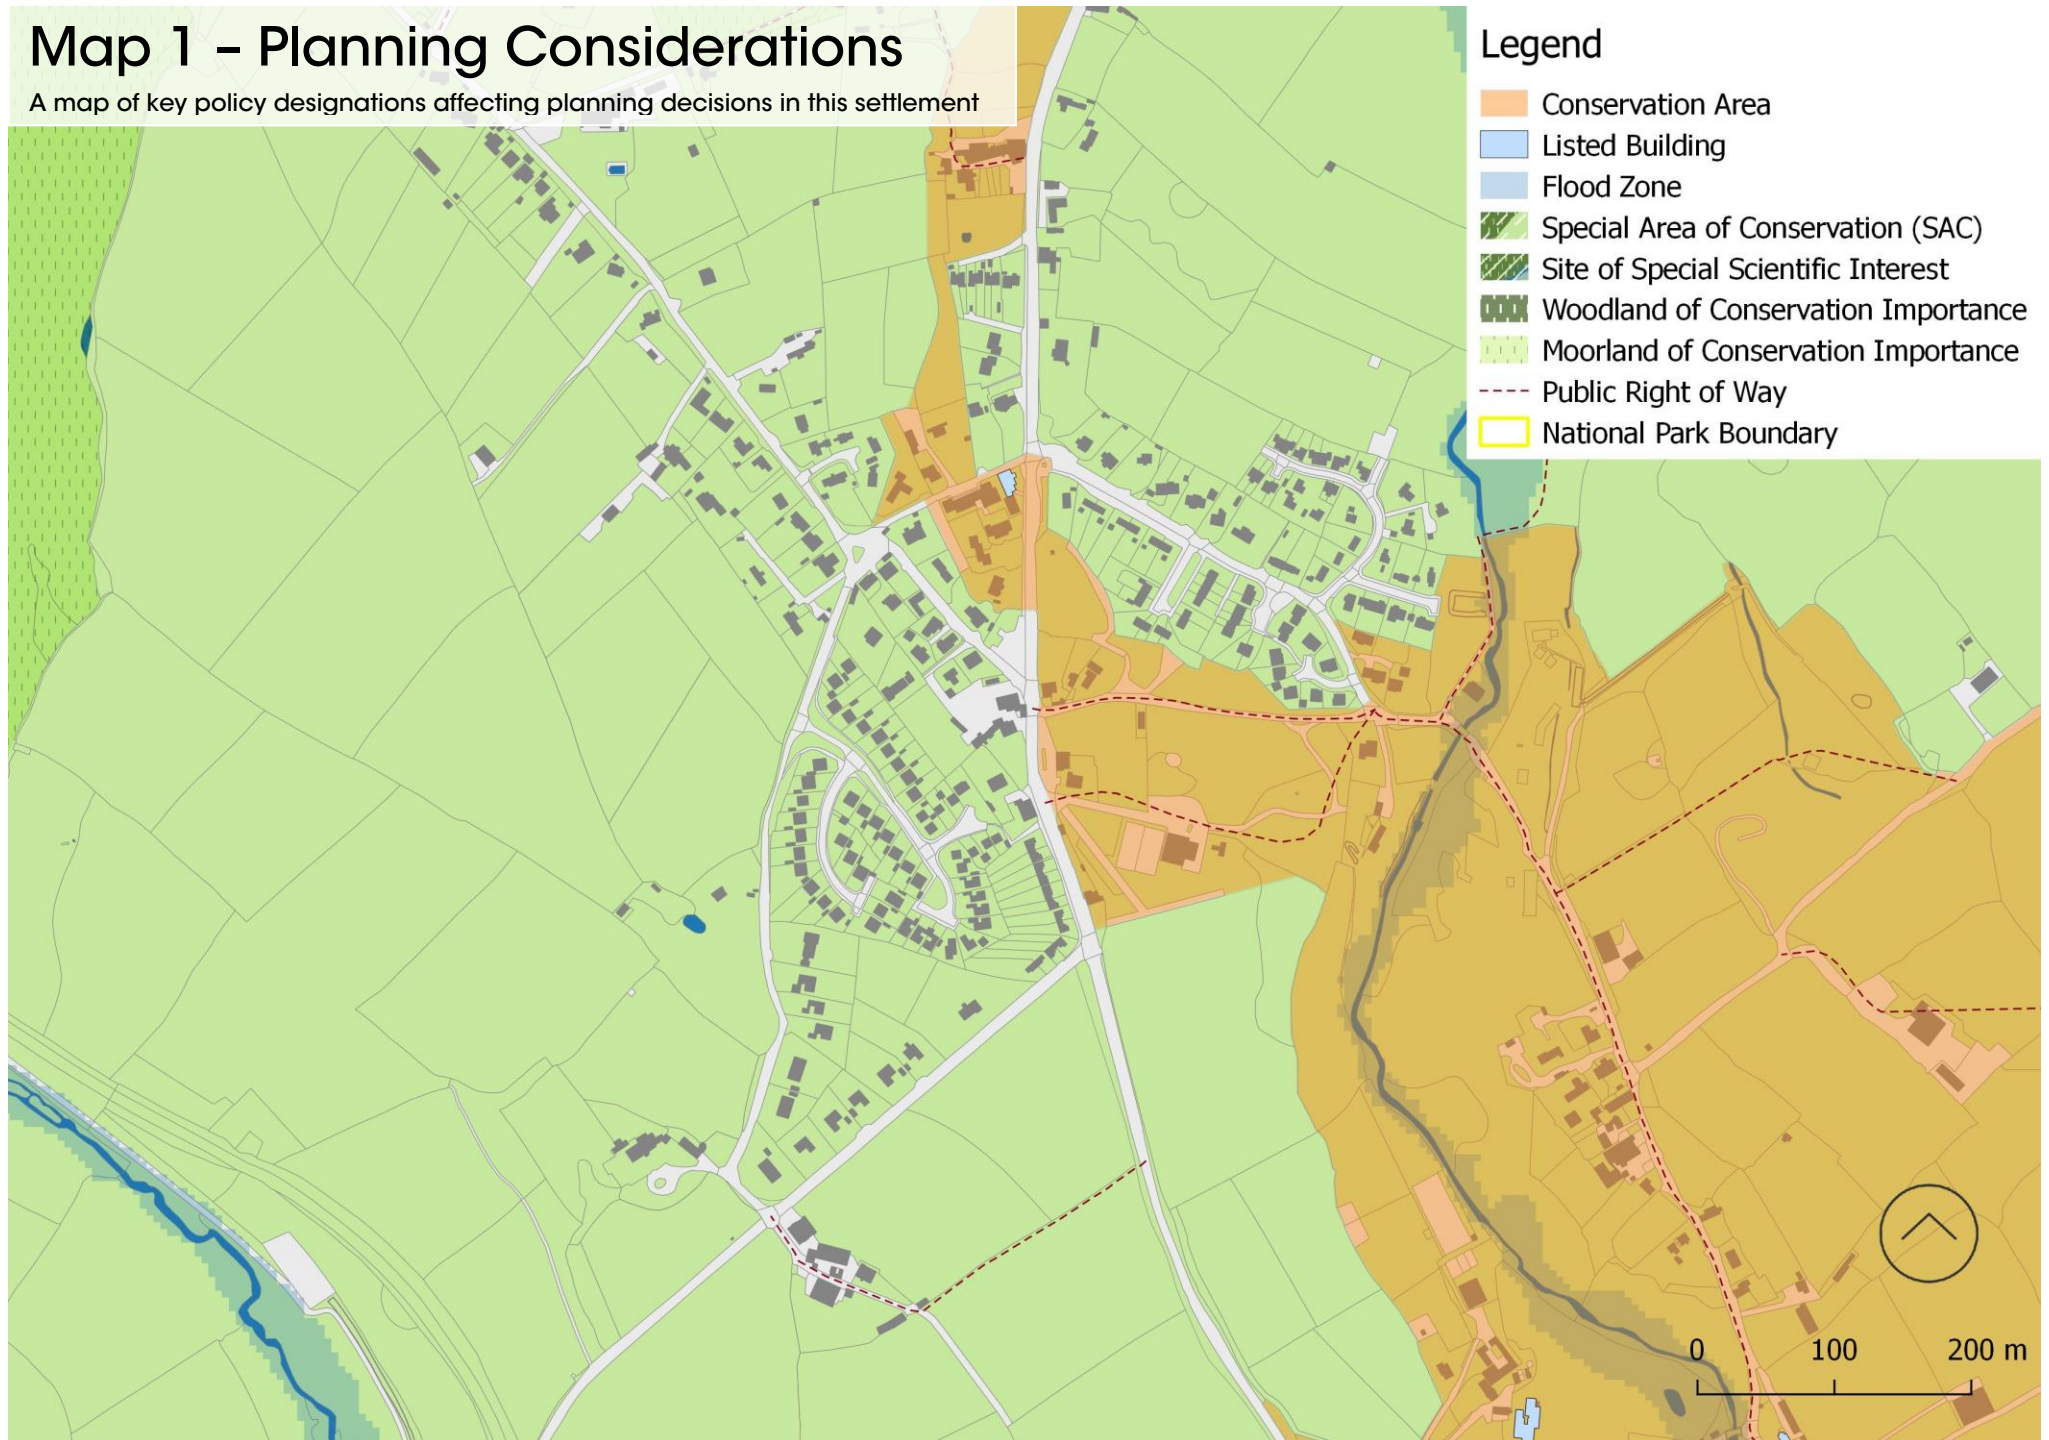 Map 1 – Planning Considerations
A map of key policy designations affecting planning decisions in this settlement
Legend
Conservation Area
Listed Building
Flood Zone
Special Area of Conservation (SAC)
Site of Special Scientific Interest
Woodland of Conservation Importance
Moorland of Conservation Importance
Public Right of Way
National Park Boundary
0 100 200 m